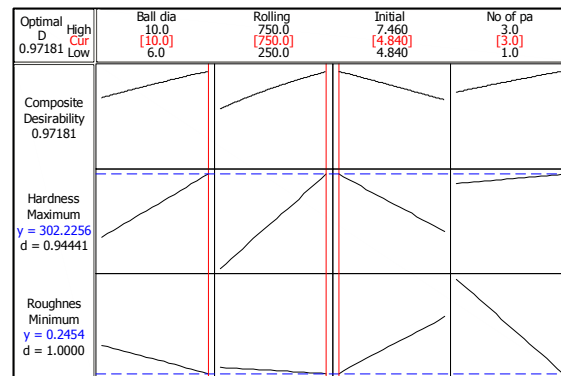 Optimal
D
0.97181
High
Cur
Low
Ball dia
10.0
[10.0]
6.0
Rolling
750.0
[750.0]
250.0
Initial
7.460
[4.840]
4.840
No of pa
3.0
[3.0]
1.0
Composite
Desirability
0.97181
Hardness
Maximum
y = 302.2256
d = 0.94441
Roughnes
Minimum
y = 0.2454
d = 1.0000